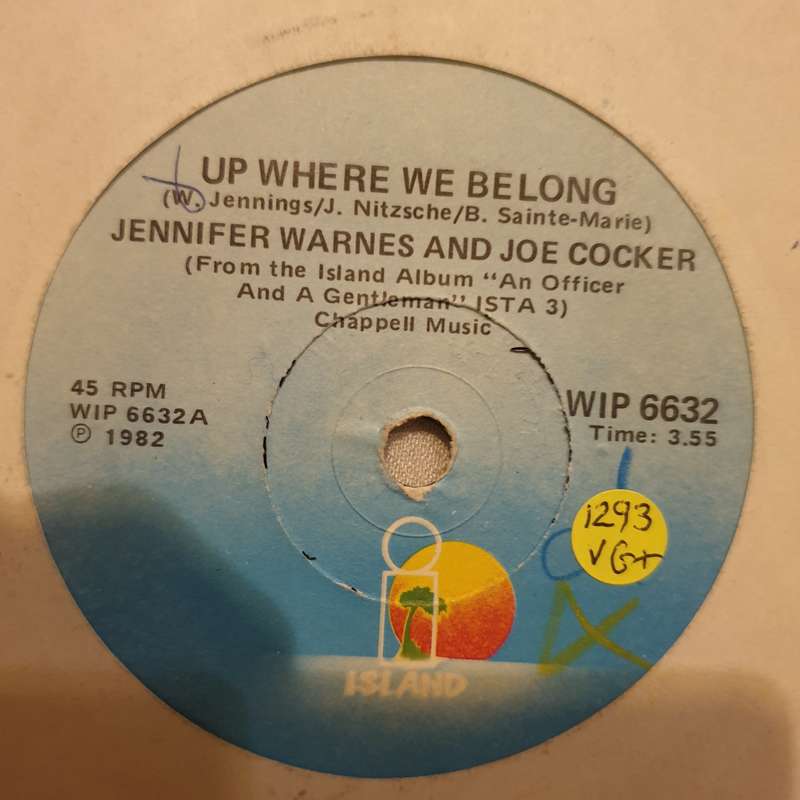 UP WHERE WE BELONG
(W. Jennings/J. Nitzsche/B. Sainte-Marie)
JENNIFER WARNES AND JOE COCKER
(From the Island Album "An Officer
And A Gentleman" ISTA 3)
Chappell Music
45 RPM
WIP 6632A
Ⓟ 1982
WIP 6632
Time: 3.55
1293
VG+
ISLAND